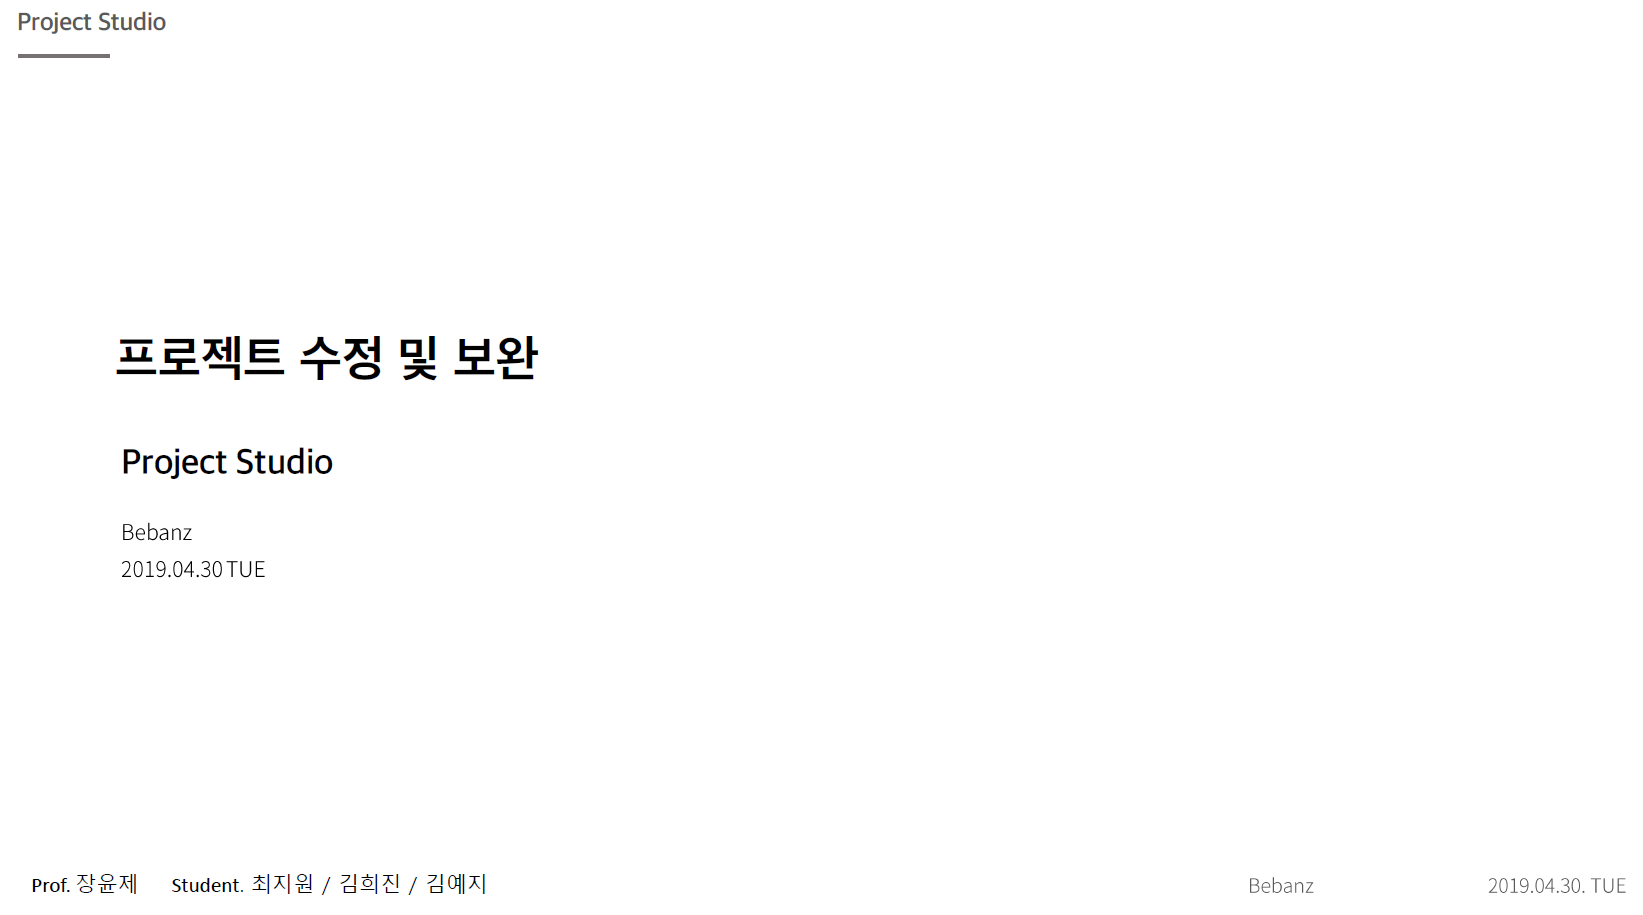 Project Studio
프로젝트 수정 및 보완
Project Studio
Bebanz
2019.04.30 TUE
Prof. 장윤제 Student. 최지원 / 김희진 / 김예지 Bebanz 2019.04.30. TUE